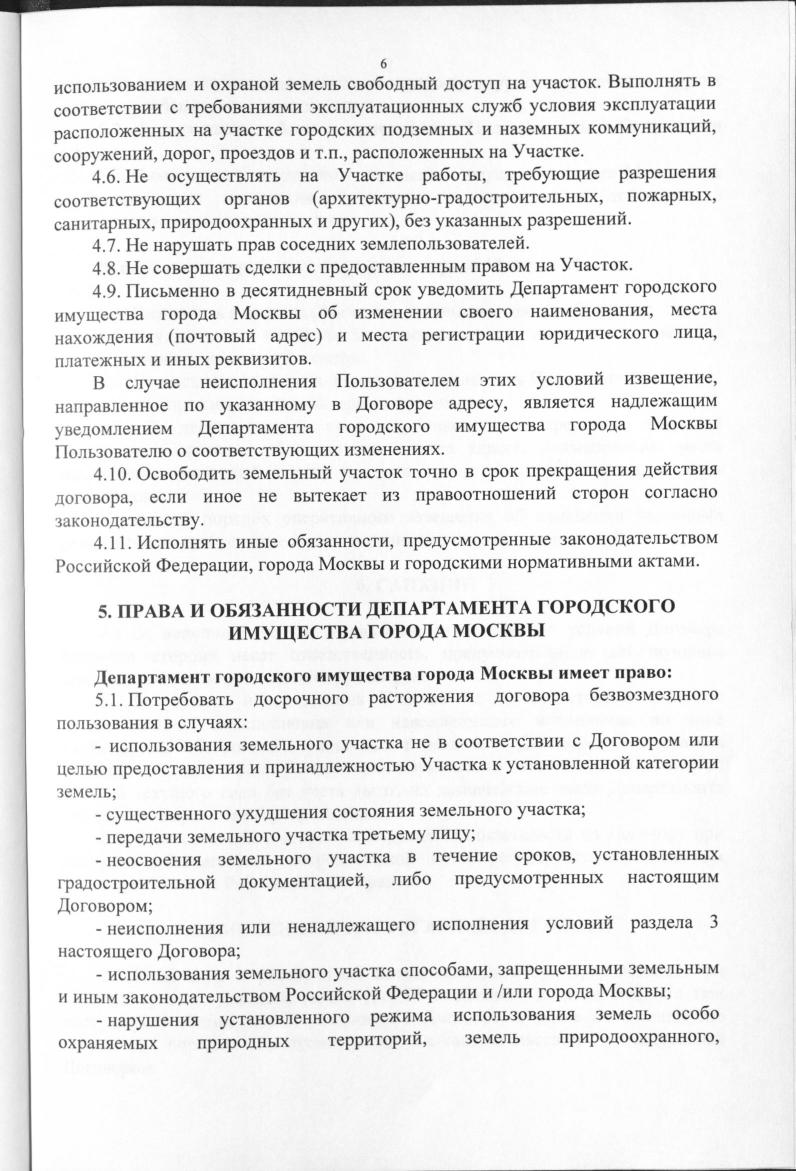 6
использованием и охраной земель свободный доступ на участок. Выполнять в
соответствии с требованиями эксплуатационных служб условия эксплуатации
расположенных на участке городских подземных и наземных коммуникаций,
сооружений, дорог, проездов и т.п., расположенных на Участке.
4.6. Не осуществлять на Участке работы, требующие разрешения
соответствующих органов (архитектурно-градостроительных, пожарных,
санитарных, природоохранных и других), без указанных разрешений.
4.7. Не нарушать прав соседних землепользователей.
4.8. Не совершать сделки с предоставленным правом на Участок.
4.9. Письменно в десятидневный срок уведомить Департамент городского
имущества города Москвы об изменении своего наименования, места
нахождения (почтовый адрес) и места регистрации юридического лица,
платежных и иных реквизитов.
В случае неисполнения Пользователем этих условий извещение,
направленное по указанному в Договоре адресу, является надлежащим
уведомлением Департамента городского имущества города Москвы
Пользователю о соответствующих изменениях.
4.10. Освободить земельный участок точно в срок прекращения действия
договора, если иное не вытекает из правоотношений сторон согласно
законодательству.
4.11. Исполнять иные обязанности, предусмотренные законодательством
Российской Федерации, города Москвы и городскими нормативными актами.
5. ПРАВА И ОБЯЗАННОСТИ ДЕПАРТАМЕНТА ГОРОДСКОГО
ИМУЩЕСТВА ГОРОДА МОСКВЫ
Департамент городского имущества города Москвы имеет право:
5.1. Потребовать досрочного расторжения договора безвозмездного
пользования в случаях:
- использования земельного участка не в соответствии с Договором или
целью предоставления и принадлежностью Участка к установленной категории
земель;
- существенного ухудшения состояния земельного участка;
- передачи земельного участка третьему лицу;
- неосвоения земельного участка в течение сроков, установленных
градостроительной документацией, либо предусмотренных настоящим
Договором;
- неисполнения или ненадлежащего исполнения условий раздела 3
настоящего Договора;
- использования земельного участка способами, запрещенными земельным
и иным законодательством Российской Федерации и /или города Москвы;
- нарушения установленного режима использования земель особо
охраняемых природных территорий, земель природоохранного,